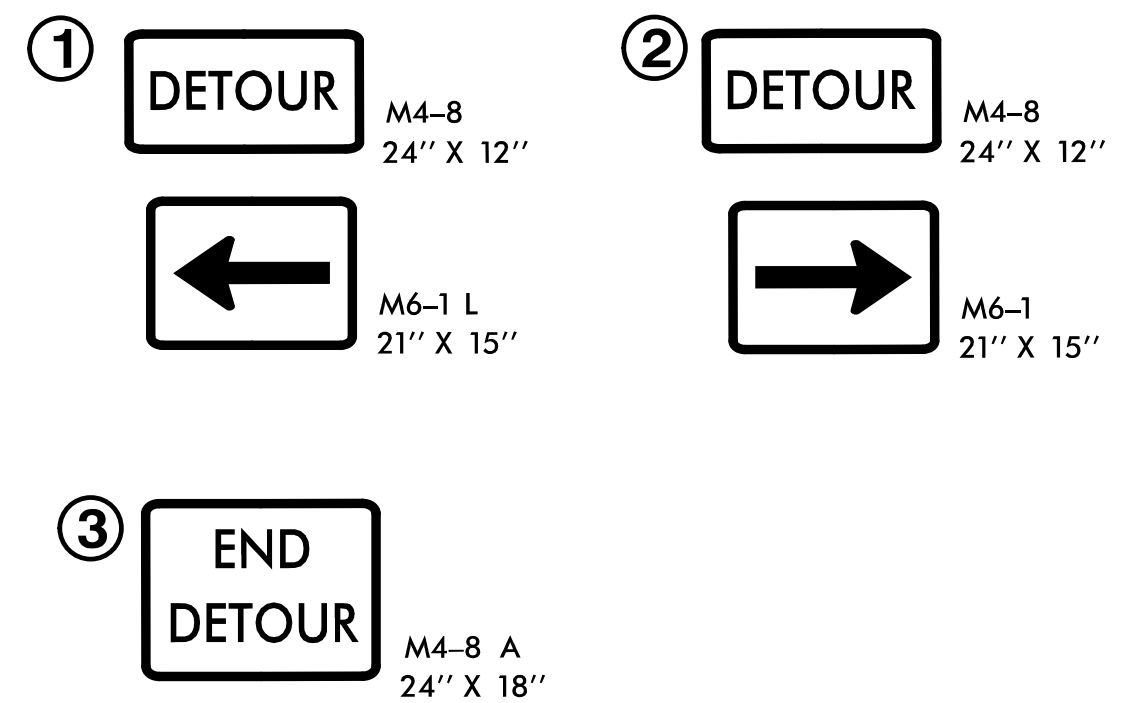 1
DETOUR
M4–8
24’’ X 12’’
M6–1 L
21’’ X 15’’
2
DETOUR
M4–8
24’’ X 12’’
M6–1
21’’ X 15’’
3
END
DETOUR
M4–8 A
24’’ X 18’’